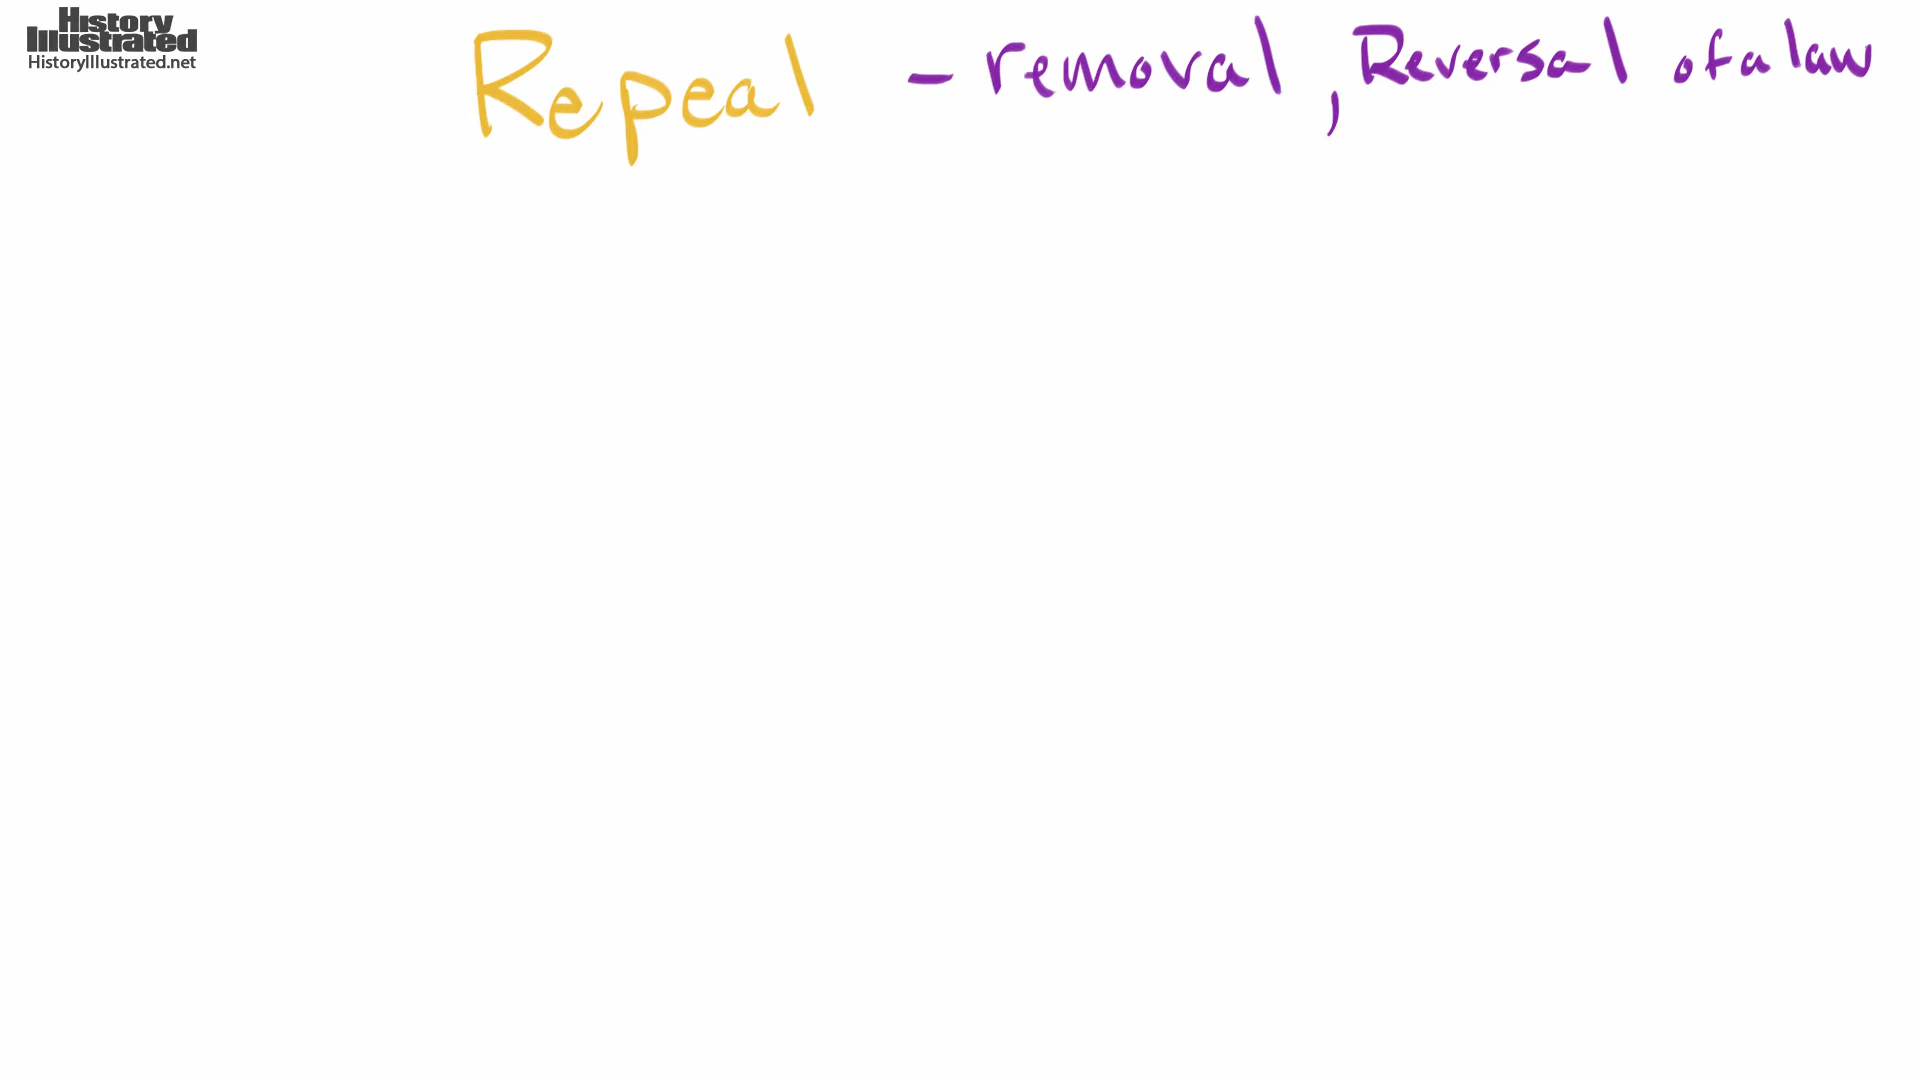 History
Illustrated
HistoryIllustrated.net
Repeal - removal, Reversal of a law